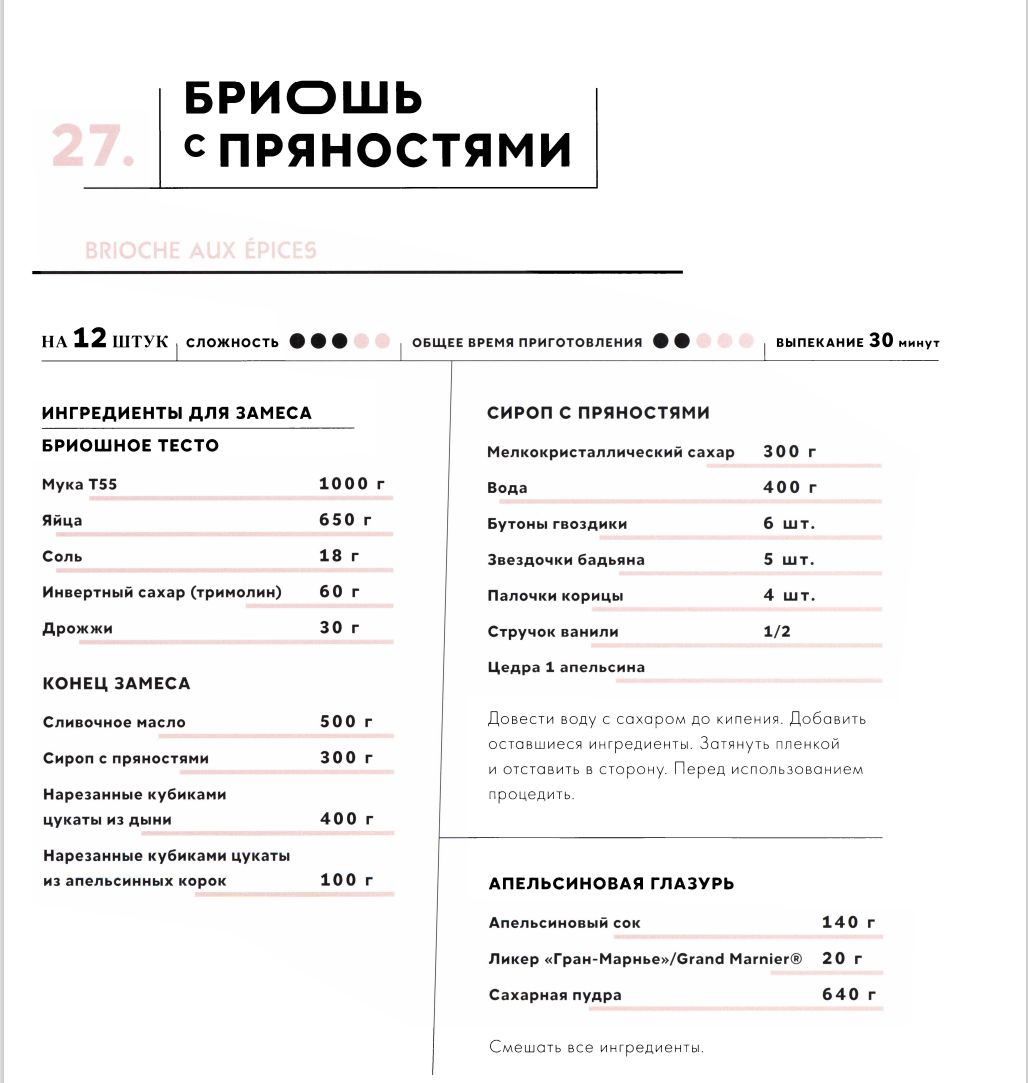 27.
БРИОШЬ
С ПРЯНОСТЯМИ
BRIOCHE AUX ÉPICES
НА 12 ШТУК СЛОЖНОСТЬ ОБЩЕЕ ВРЕМЯ ПРИГОТОВЛЕНИЯ ВЫПЕКАНИЕ 30 минут
ИНГРЕДИЕНТЫ ДЛЯ ЗАМЕСА
БРИОШНОЕ ТЕСТО
Мука Т55 1000 г
Яйца 650 г
Соль 18 г
Инвертный сахар (тримолин) 60 г
Дрожжи 30 г
КОНЕЦ ЗАМЕСА
Сливочное масло 500 г
Сироп с пряностями 300 г
Нарезанные кубиками
цукаты из дыни 400 г
Нарезанные кубиками цукаты
из апельсинных корок 100 г
СИРОП С ПРЯНОСТЯМИ
Мелкокристаллический сахар 300 г
Вода 400 г
Бутоны гвоздики 6 шт.
Звездочки бадьяна 5 шт.
Палочки корицы 4 шт.
Стручок ванили 1/2
Цедра 1 апельсина
Довести воду с сахаром до кипения. Добавить
оставшиеся ингредиенты. Затянуть пленкой
и отставить в сторону. Перед использованием
процедить.
АПЕЛЬСИНОВАЯ ГЛАЗУРЬ
Апельсиновый сок 140 г
Ликер «Гран-Марнье»/Grand Marnier® 20 г
Сахарная пудра 640 г
Смешать все ингредиенты.